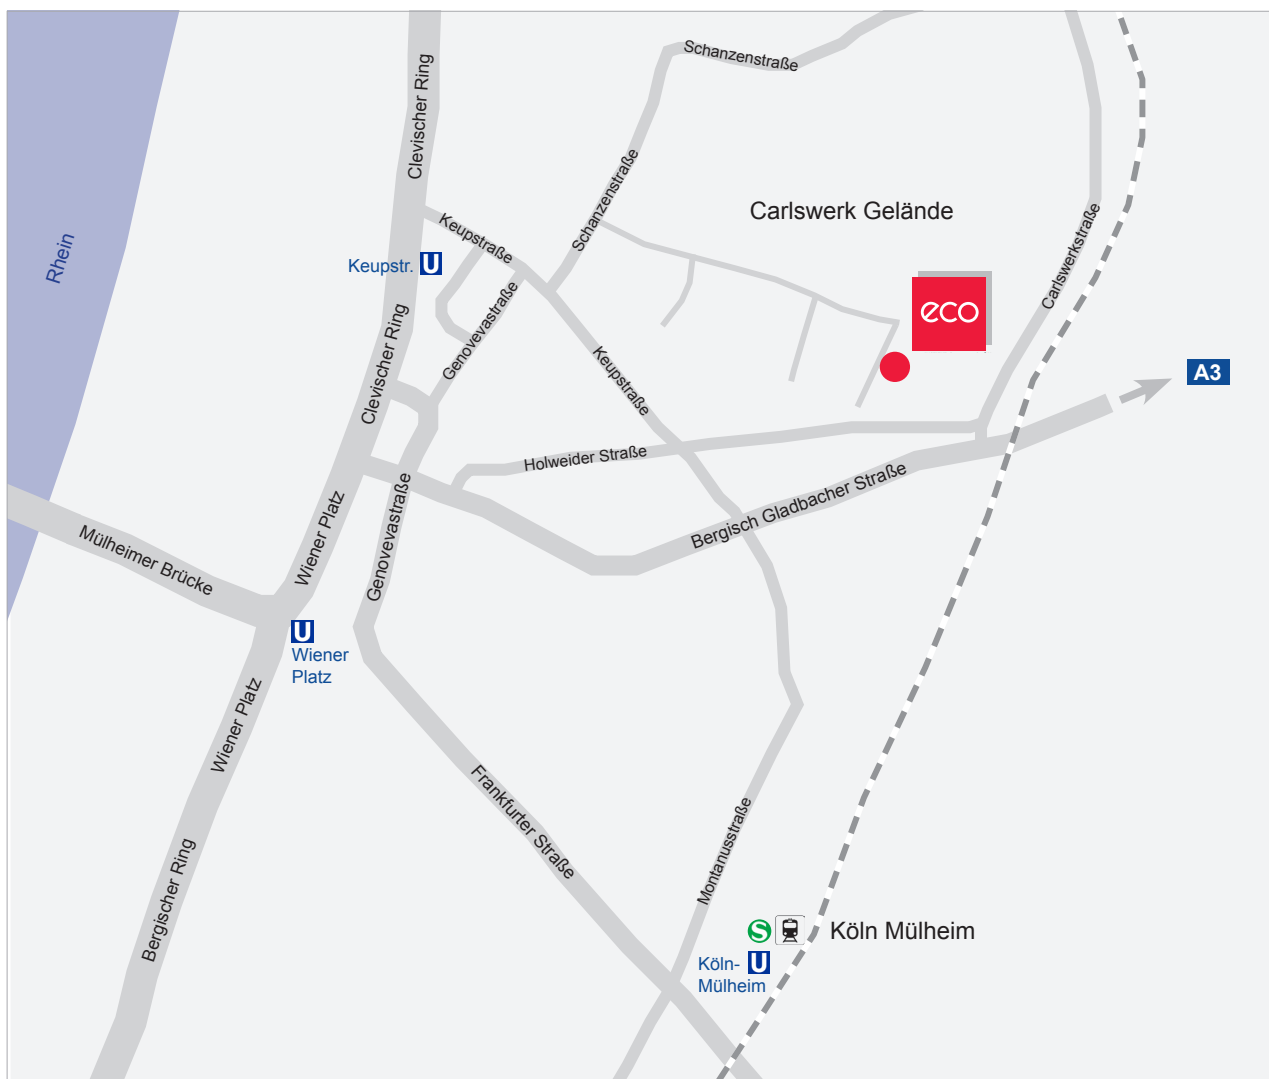 Schanzenstraße
Clevischer Ring
Schanzenstraße
Carlswerk Gelände
Keupstraße
Rhein
Keupstr. U
Carlswerkstraße
eco
Genovevastraße
Clevischer Ring
Keupstraße
A3
Holweider Straße
Bergisch Gladbacher Straße
Wiener Platz
Genovevastraße
Mülheimer Brücke
U
Wiener
Platz
Wiener Platz
Frankfurter Straße
Montanusstraße
Bergischer Ring
S
Köln Mülheim
Köln- U
Mülheim